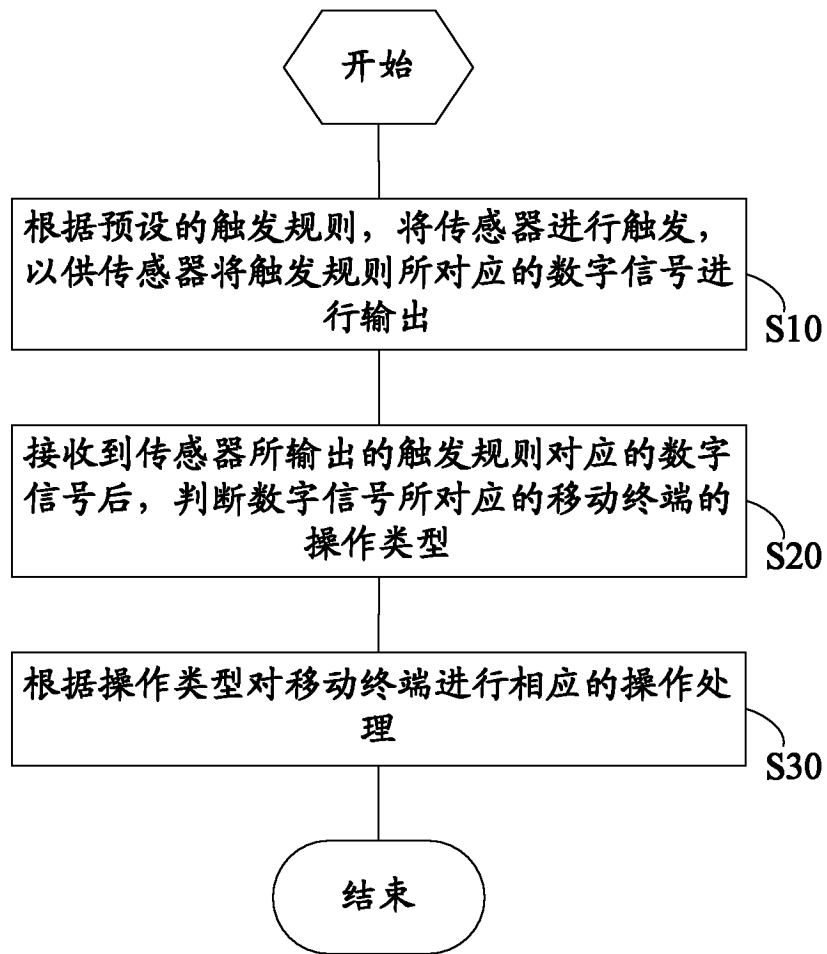 开始
根据预设的触发规则，将传感器进行触发，
以供传感器将触发规则所对应的数字信号进
行输出
S10
接收到传感器所输出的触发规则对应的数字
信号后，判断数字信号所对应的移动终端的
操作类型
S20
根据操作类型对移动终端进行相应的操作处
理
S30
结束